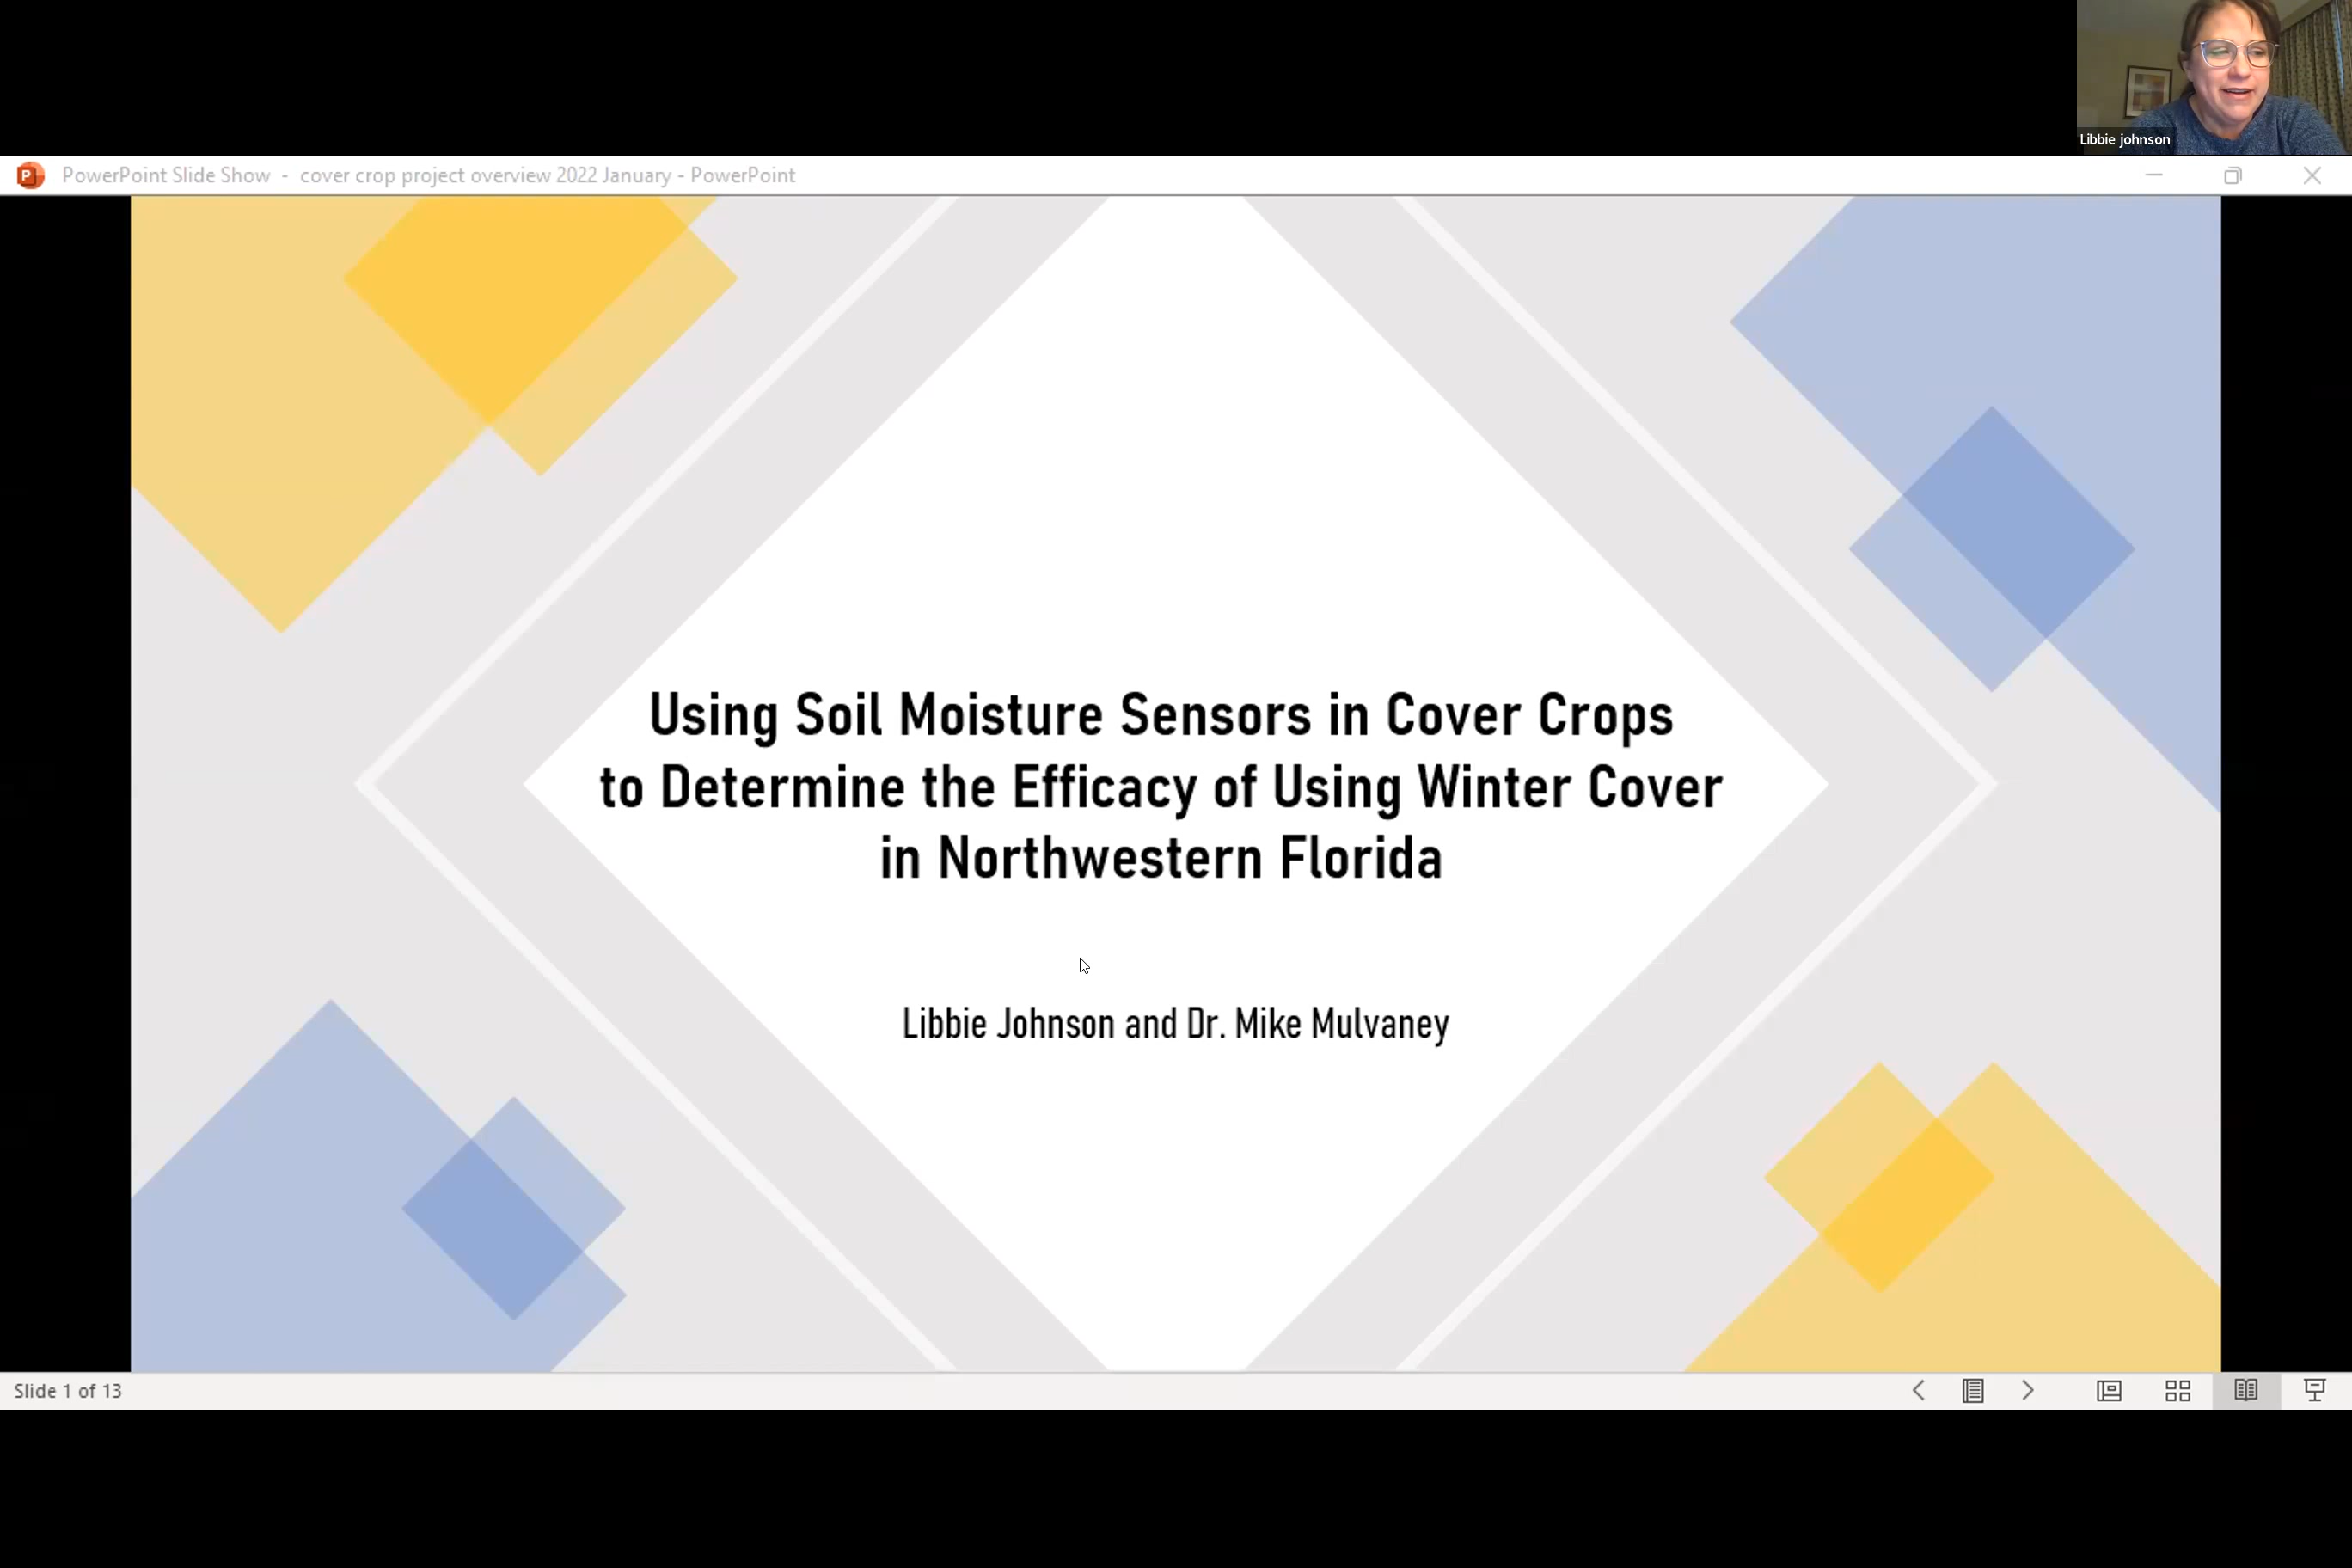 Libbie johnson
PowerPoint Slide Show - cover crop project overview 2022 January - PowerPoint
Using Soil Moisture Sensors in Cover Crops
to Determine the Efficacy of Using Winter Cover
in Northwestern Florida
Libbie Johnson and Dr. Mike Mulvaney
Slide 1 of 13